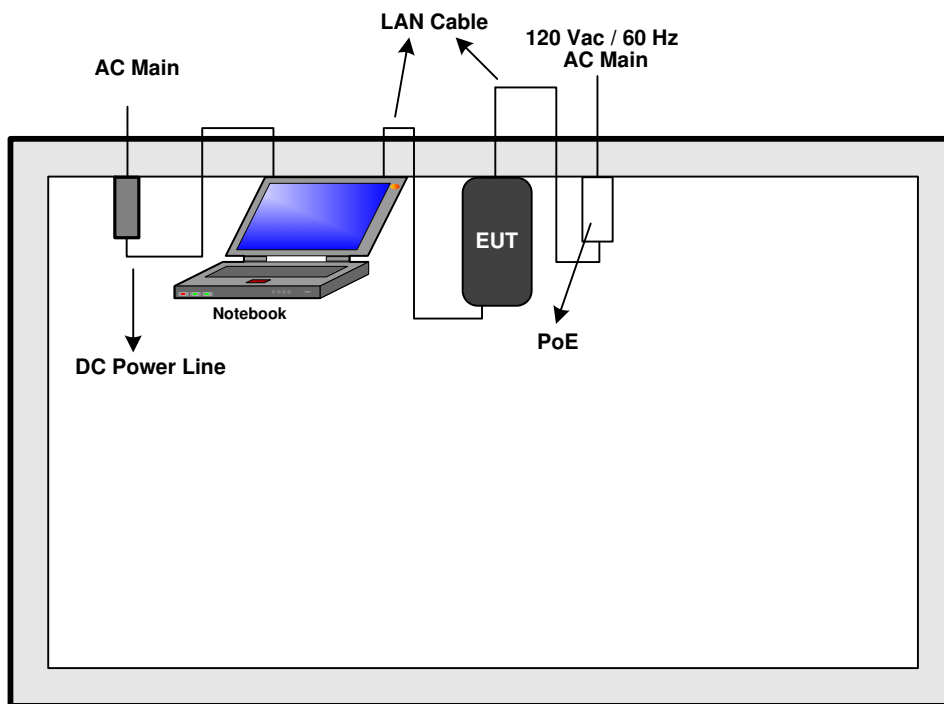 LAN Cable
120 Vac / 60 Hz
AC Main
AC Main
EUT
Notebook
PoE
DC Power Line